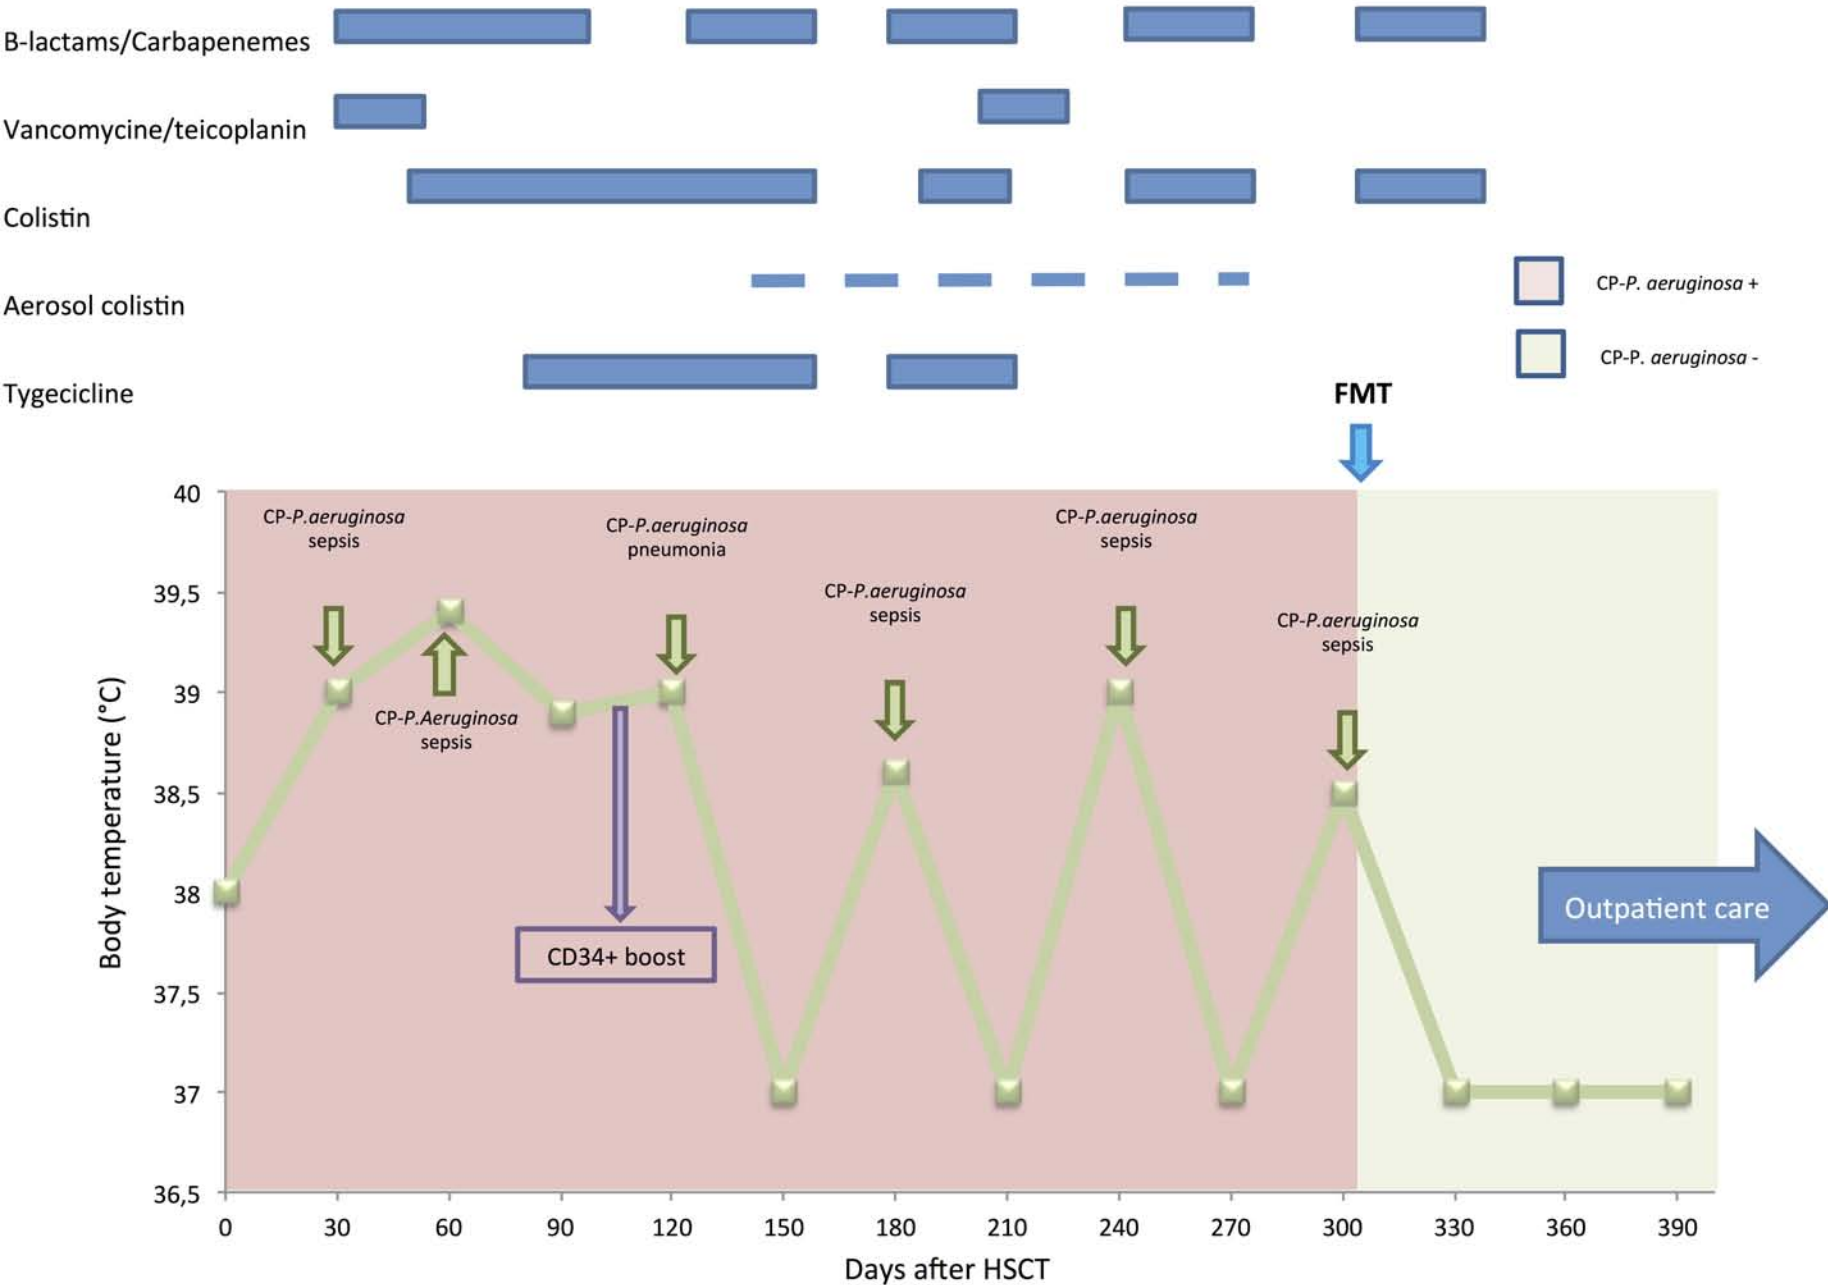 B-lactams/Carbapenemes
Vancomycine/teicoplanin
Colistin
Aerosol colistin
Tygecicline
CP-P. aeruginosa +
CP-P. aeruginosa -
FMT
40
39,5
39
38,5
38
37,5
37
36,5
Body temperature (°C)
CP-P.aeruginosa
sepsis
CP-P.Aeruginosa
sepsis
CP-P.aeruginosa
pneumonia
CP-P.aeruginosa
sepsis
CP-P.aeruginosa
sepsis
CP-P.aeruginosa
sepsis
CD34+ boost
Outpatient care
0 30 60 90 120 150 180 210 240 270 300 330 360 390
Days after HSCT